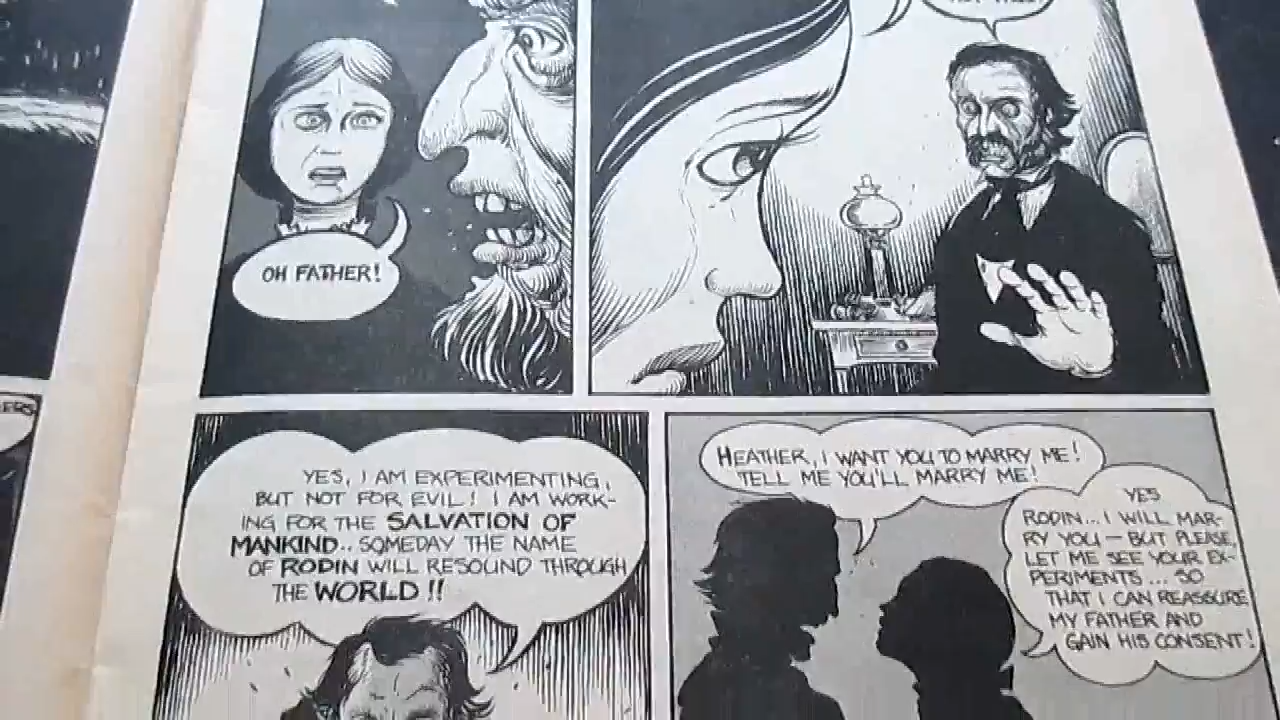 OH FATHER!
YES, I AM EXPERIMENTING,
BUT NOT FOR EVIL! I AM WORK-
ING FOR THE SALVATION OF
MANKIND.. SOMEDAY THE NAME
OF RODIN WILL RESOUND THROUGH
THE WORLD!!
HEATHER, I WANT YOU TO MARRY ME!
TELL ME YOU'LL MARRY ME!
YES
RODIN... I WILL MAR-
RY YOU — BUT PLEASE,
LET ME SEE YOUR EX-
PERIMENTS... SO
THAT I CAN REASSURE
MY FATHER AND
GAIN HIS CONSENT!